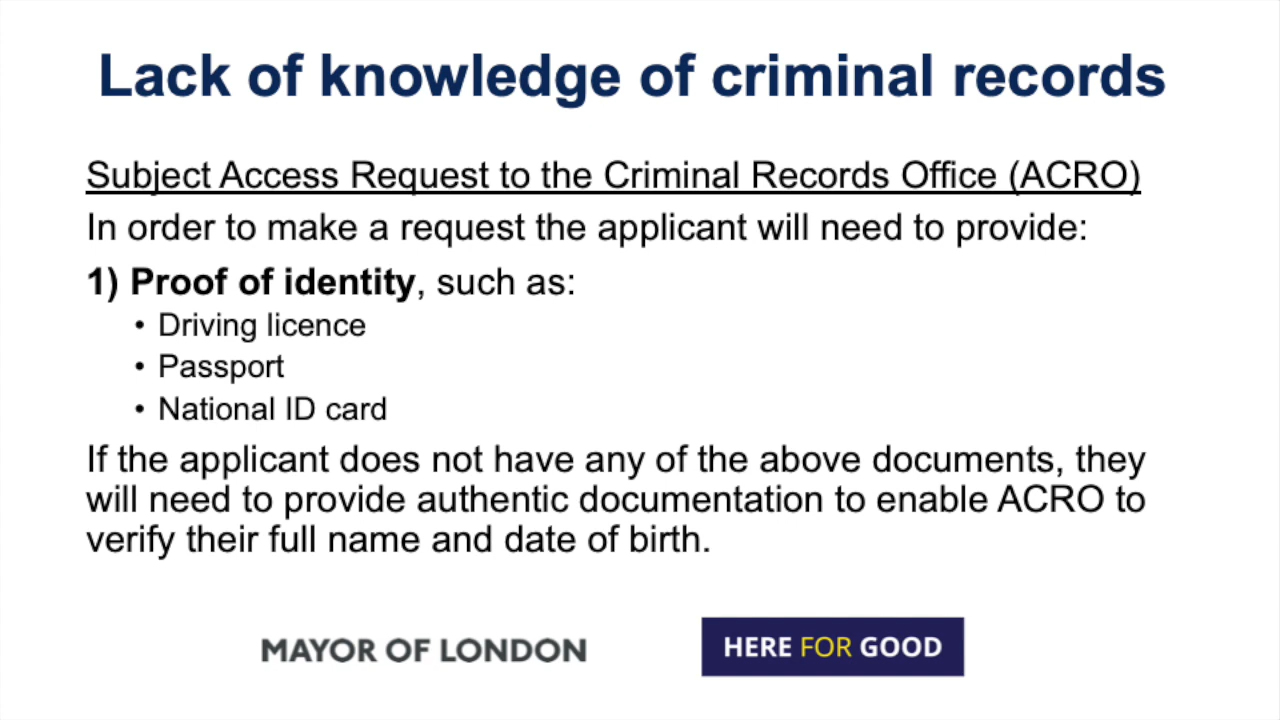 Lack of knowledge of criminal records
Subject Access Request to the Criminal Records Office (ACRO)
In order to make a request the applicant will need to provide:
1) Proof of identity, such as:
• Driving licence
• Passport
• National ID card
If the applicant does not have any of the above documents, they
will need to provide authentic documentation to enable ACRO to
verify their full name and date of birth.
MAYOR OF LONDON
HERE FOR GOOD